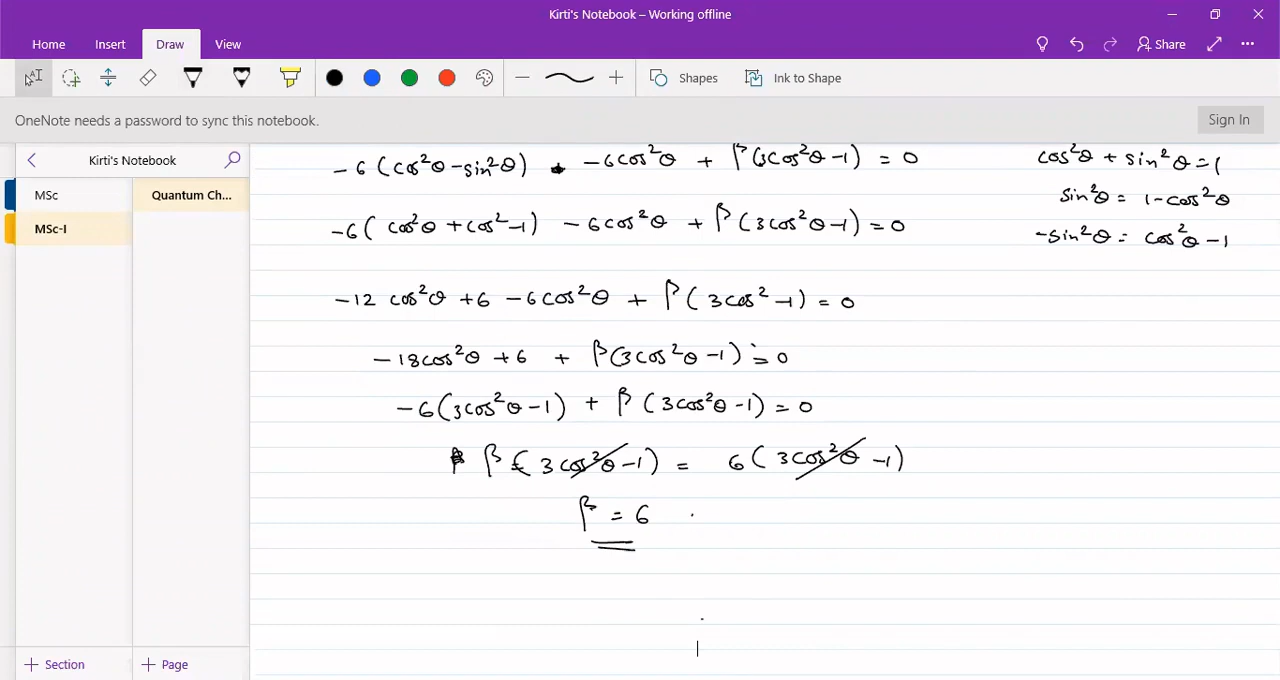 Kirti's Notebook – Working offline
Home Insert Draw View Share
Shapes Ink to Shape
OneNote needs a password to sync this notebook. Sign In
Kirti's Notebook
MSc
MSc-I
Quantum Ch...
-6(cos²θ-sin²θ) -6cos²θ + β(3cos²θ-1) = 0
cos²θ + sin²θ = 1
sin²θ = 1-cos²θ
-6(cos²θ + cos²-1) -6cos²θ + β(3cos²θ-1) = 0
-sin²θ = cos²θ-1
-12 cos²θ +6 -6cos²θ + β(3cos²-1) = 0
-18cos²θ +6 + β(3cos²θ-1) = 0
-6(3cos²θ-1) + β(3cos²θ-1) = 0
β(3cos²θ-1) = 6(3cos²θ-1)
β = 6
+ Section + Page